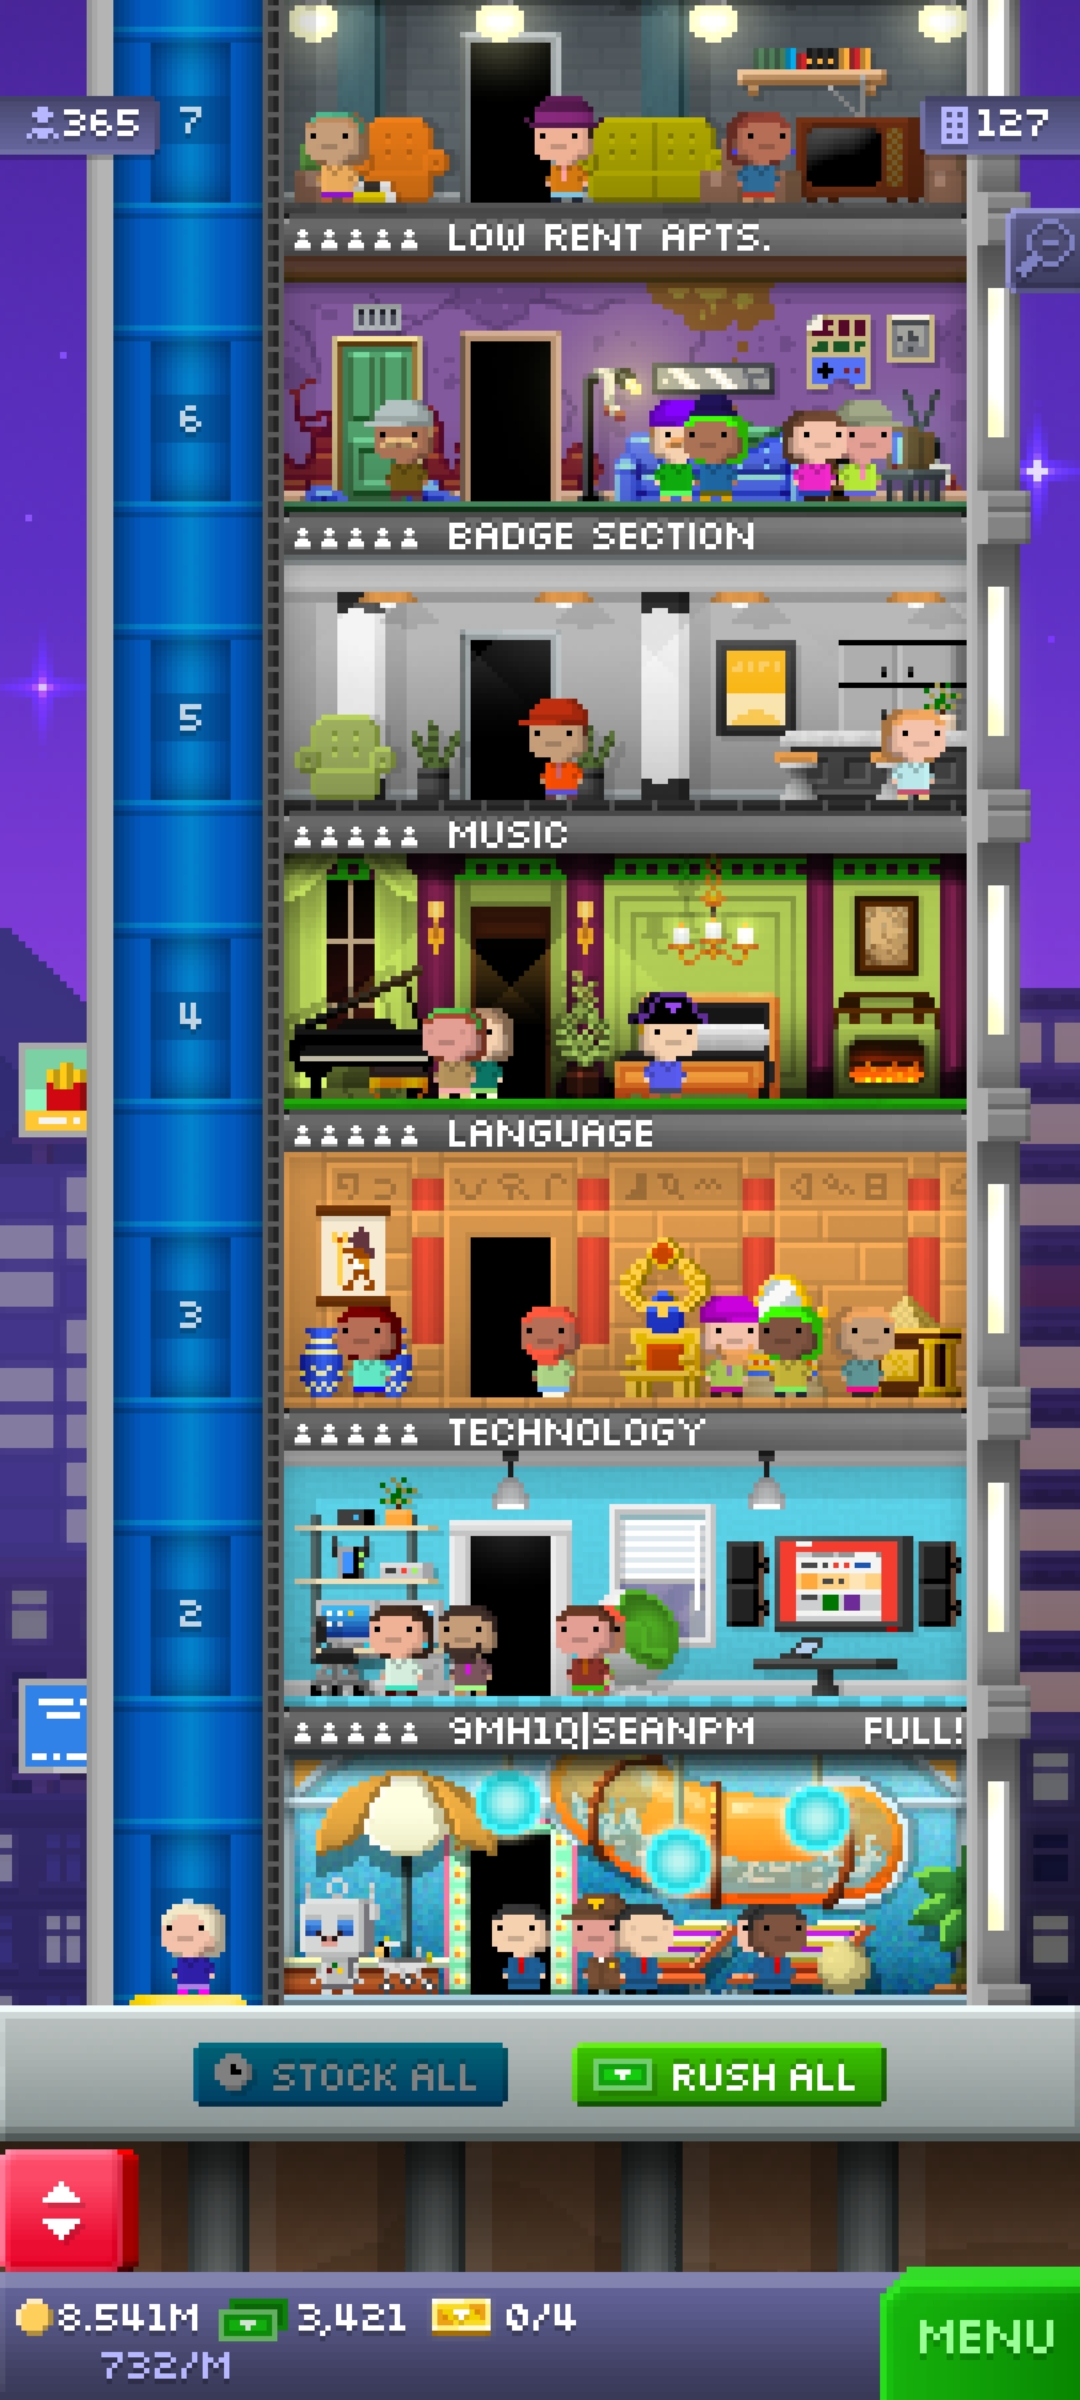 365
7
127
LOW RENT APTS.
6
BADGE SECTION
5
MUSIC
4
LANGUAGE
3
TECHNOLOGY
2
9MH1Q|SEANPM FULL!
STOCK ALL
RUSH ALL
8.541M 3,421 0/4
732/M
MENU